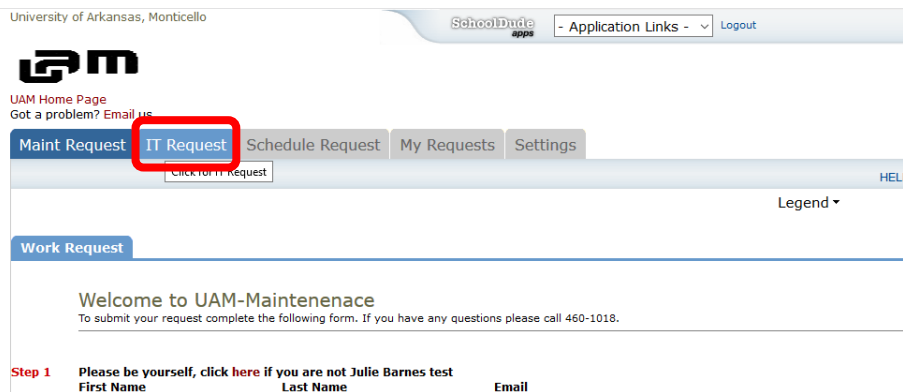 University of Arkansas, Monticello
SchoolDude apps
- Application Links -
Logout
uam
UAM Home Page
Got a problem? Email us
Maint Request IT Request Schedule Request My Requests Settings
Click for IT Request
Legend
Work Request
Welcome to UAM-Maintenenace
To submit your request complete the following form. If you have any questions please call 460-1018.
Step 1 Please be yourself, click here if you are not Julie Barnes test
First Name Last Name Email